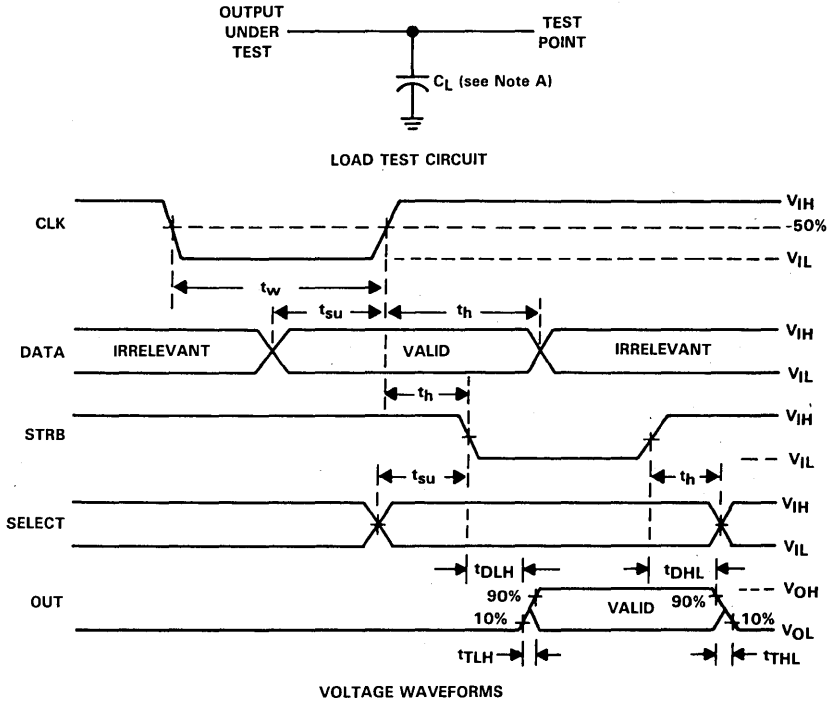 OUTPUT
UNDER
TEST
TEST
POINT
CL (see Note A)
LOAD TEST CIRCUIT
CLK
VIH
-50%
VIL
tw
tsu
th
DATA
IRRELEVANT
VALID
IRRELEVANT
VIH
VIL
th
STRB
VIH
VIL
tsu
th
SELECT
VIH
VIL
tDLH
tDHL
OUT
90%
VALID
90%
VOH
10%
10%
VOL
tTLH
tTHL
VOLTAGE WAVEFORMS